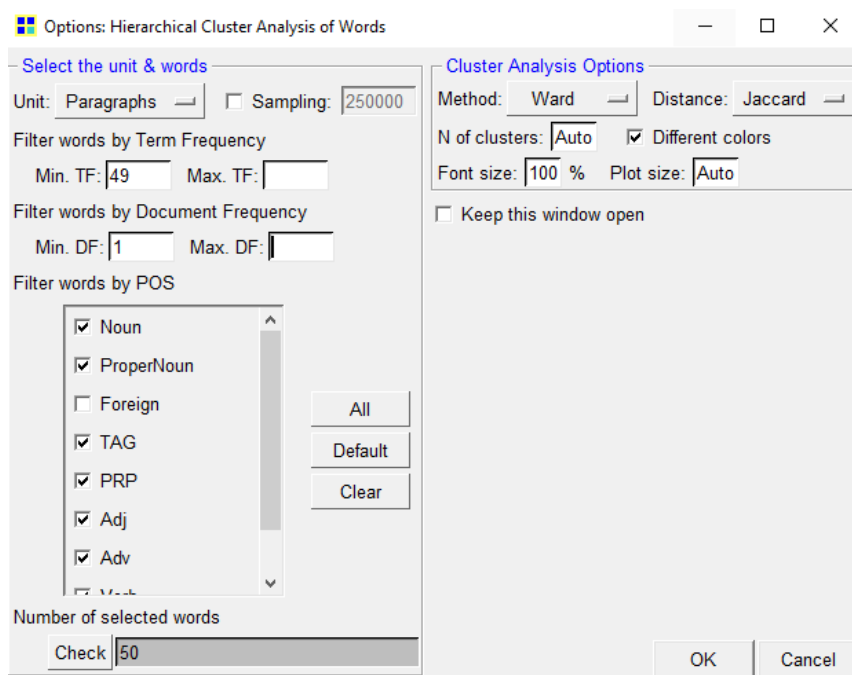 Options: Hierarchical Cluster Analysis of Words
Select the unit & words
Unit: Paragraphs Sampling: 250000
Filter words by Term Frequency
Min. TF: 49 Max. TF:
Filter words by Document Frequency
Min. DF: 1 Max. DF:
Filter words by POS
Noun
ProperNoun
Foreign
TAG
PRP
Adj
Adv
All
Default
Clear
Number of selected words
Check 50
Cluster Analysis Options
Method: Ward Distance: Jaccard
N of clusters: Auto Different colors
Font size: 100 % Plot size: Auto
Keep this window open
OK Cancel